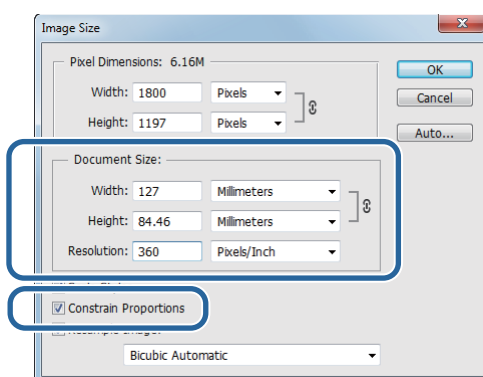 Image Size
Pixel Dimensions: 6.16M
Width: 1800 Pixels
Height: 1197 Pixels
OK
Cancel
Auto...
Document Size:
Width: 127 Millimeters
Height: 84.46 Millimeters
Resolution: 360 Pixels/Inch
Constrain Proportions
Bicubic Automatic